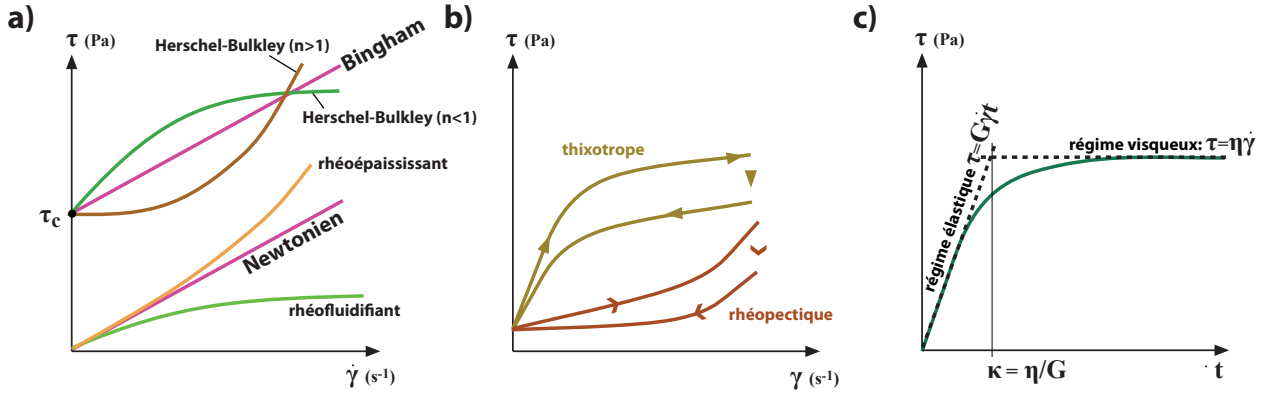 a)
τ (Pa)
Herschel-Bulkley (n>1)
Bingham
Herschel-Bulkley (n<1)
rhéoépaississant
τc
Newtonien
rhéofluidifiant
γ̇ (s-1)
b)
τ (Pa)
thixotrope
rhéopectique
γ (s-1)
c)
τ (Pa)
régime élastique τ=Gγ̇t
régime visqueux: τ=ηγ̇
κ = η/G
t